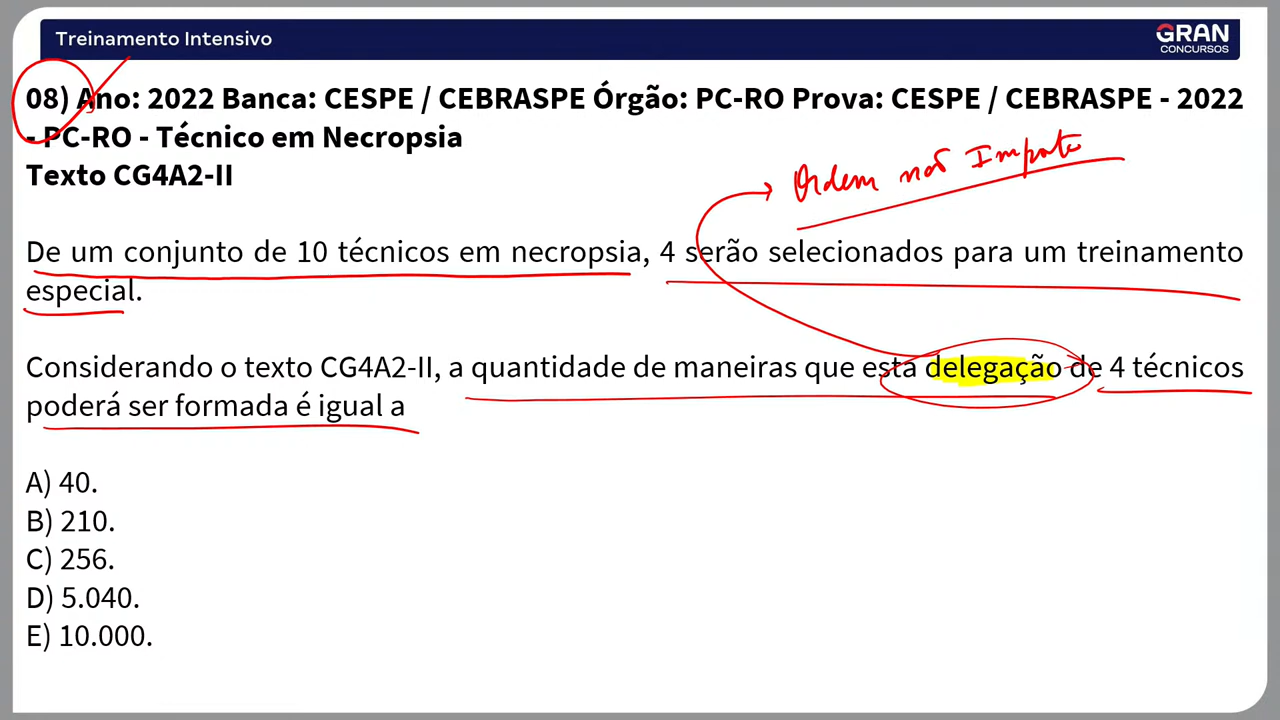 Treinamento Intensivo
GRAN
CONCURSOS
08) Ano: 2022 Banca: CESPE / CEBRASPE Órgão: PC-RO Prova: CESPE / CEBRASPE - 2022
- PC-RO - Técnico em Necropsia
Texto CG4A2-II
Ordem não Importa
De um conjunto de 10 técnicos em necropsia, 4 serão selecionados para um treinamento
especial.
Considerando o texto CG4A2-II, a quantidade de maneiras que esta delegação de 4 técnicos
poderá ser formada é igual a
A) 40.
B) 210.
C) 256.
D) 5.040.
E) 10.000.